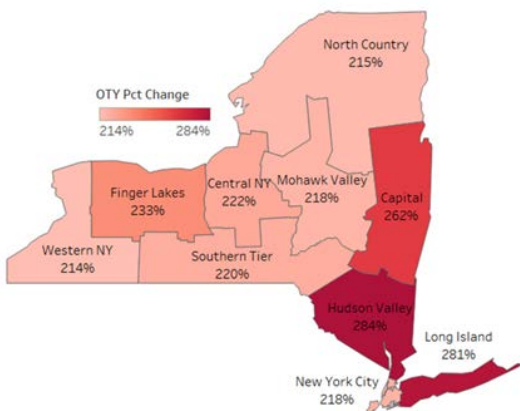 North Country
215%
OTY Pct Change
214% 284%
Finger Lakes
233%
Central NY
222%
Mohawk Valley
218%
Capital
262%
Western NY
214%
Southern Tier
220%
Hudson Valley
284%
Long Island
281%
New York City
218%